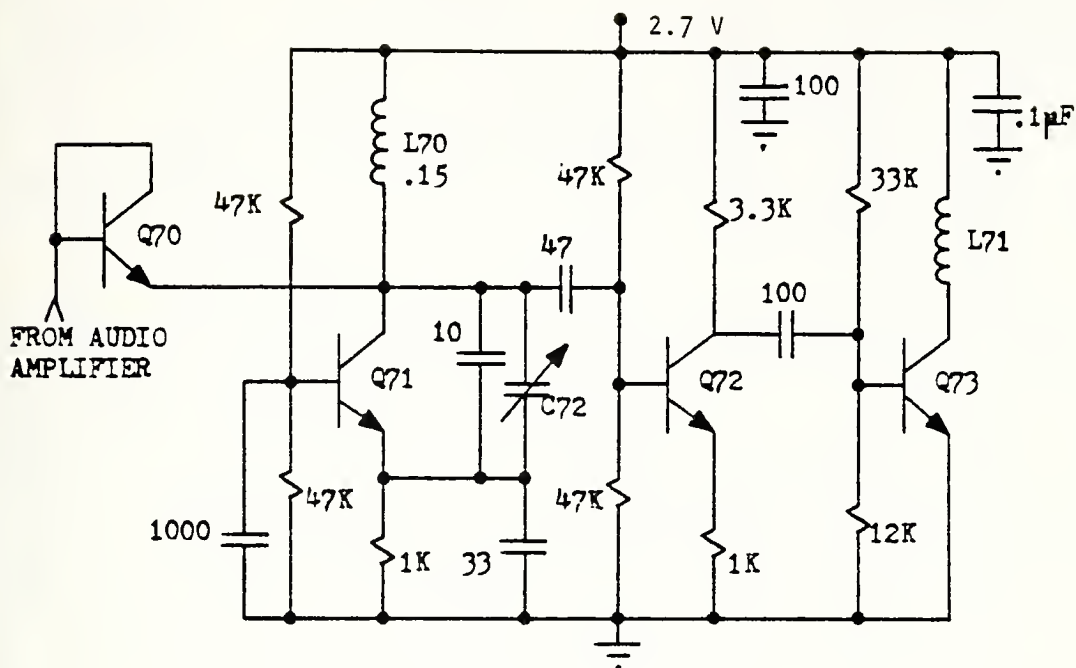 2.7 V
100
.1µF
L70
.15
47K
47K
3.3K
33K
L71
Q70
47
100
FROM AUDIO
AMPLIFIER
10
Q71
C72
Q72
Q73
47K
47K
1000
1K
33
1K
12K